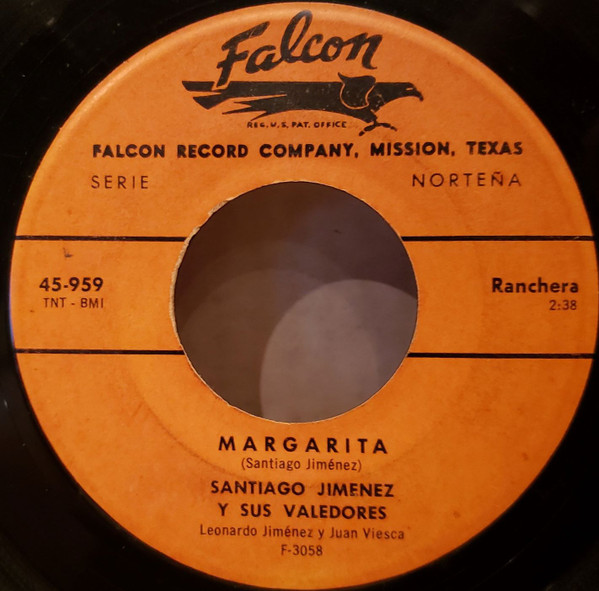 Falcon
REG. U.S. PAT. OFFICE
FALCON RECORD COMPANY, MISSION, TEXAS
SERIE NORTEÑA
45-959 Ranchera
TNT - BMI 2:38
MARGARITA
(Santiago Jiménez)
SANTIAGO JIMENEZ
Y SUS VALEDORES
Leonardo Jiménez y Juan Viesca
F-3058